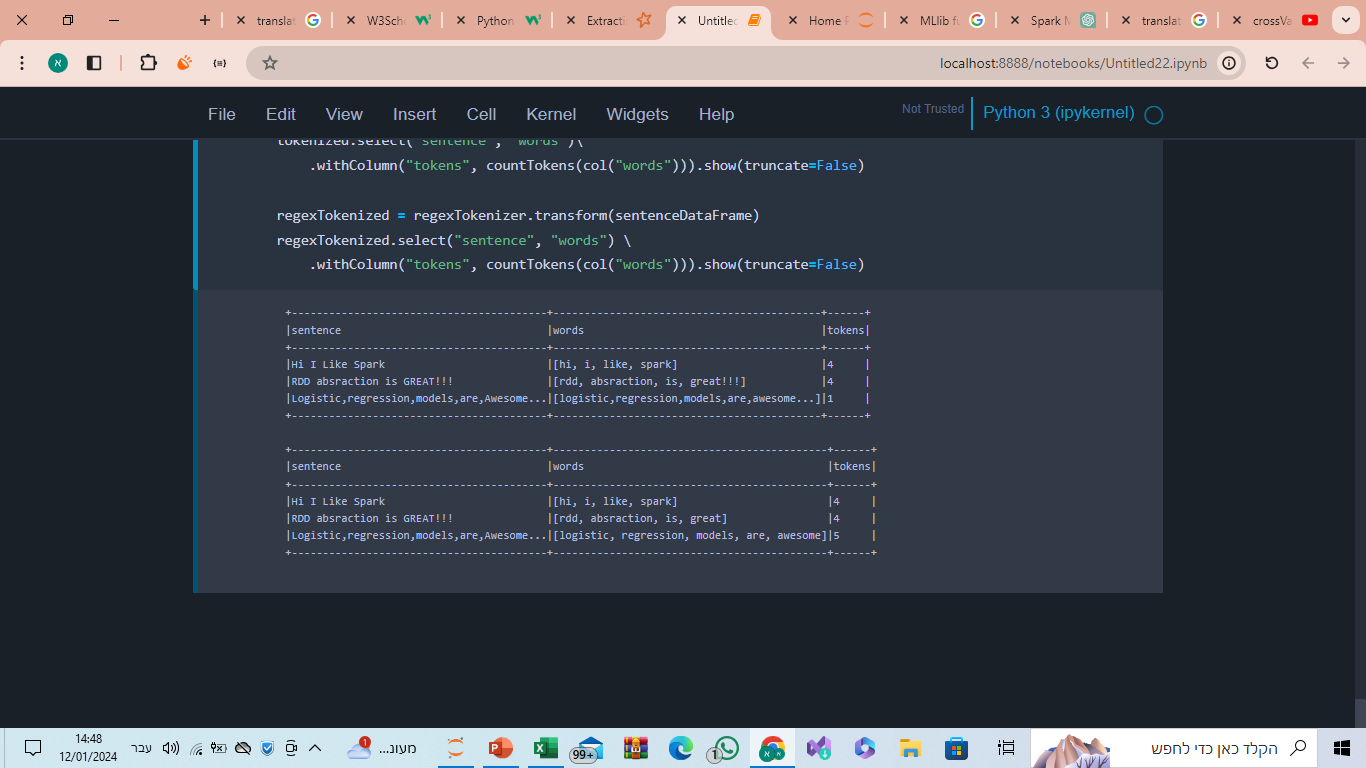 translat
W3Sch
Python
Extracti
Untitled
Home P
MLlib fo
Spark M
translat
crossVa
localhost:8888/notebooks/Untitled22.ipynb
File Edit View Insert Cell Kernel Widgets Help
Not Trusted
Python 3 (ipykernel)
tokenized.select("sentence", "words")\
.withColumn("tokens", countTokens(col("words"))).show(truncate=False)
regexTokenized = regexTokenizer.transform(sentenceDataFrame)
regexTokenized.select("sentence", "words") \
.withColumn("tokens", countTokens(col("words"))).show(truncate=False)
+-----------------------------------------+-------------------------------------------+------+
|sentence |words |tokens|
+-----------------------------------------+-------------------------------------------+------+
|Hi I Like Spark |[hi, i, like, spark] |4 |
|RDD absraction is GREAT!!! |[rdd, absraction, is, great!!!] |4 |
|Logistic,regression,models,are,Awesome...|[logistic,regression,models,are,awesome...]|1 |
+-----------------------------------------+-------------------------------------------+------+
+-----------------------------------------+--------------------------------------------+------+
|sentence |words |tokens|
+-----------------------------------------+--------------------------------------------+------+
|Hi I Like Spark |[hi, i, like, spark] |4 |
|RDD absraction is GREAT!!! |[rdd, absraction, is, great] |4 |
|Logistic,regression,models,are,Awesome...|[logistic, regression, models, are, awesome]|5 |
+-----------------------------------------+--------------------------------------------+------+
14:48
12/01/2024
עבר
1
מעונ...
99+
1
הקלד כאן כדי לחפש